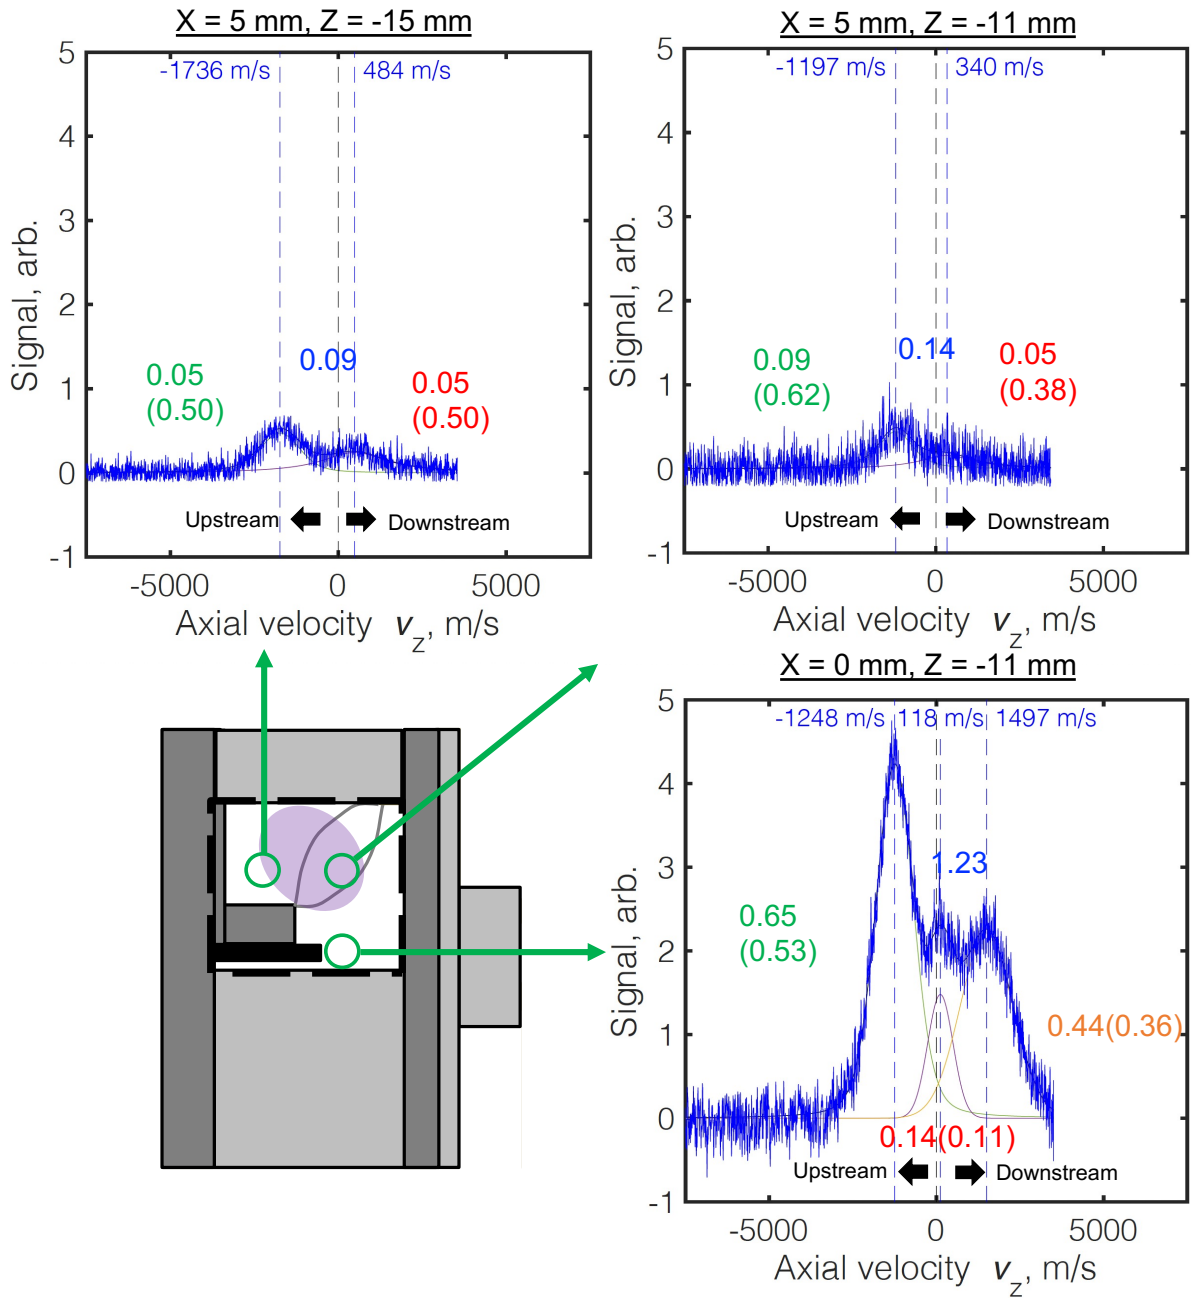 X = 5 mm, Z = -15 mm
-1736 m/s
484 m/s
5
4
3
2
1
0
-1
Signal, arb.
0.05
(0.50)
0.09
0.05
(0.50)
Upstream
Downstream
-5000
0
5000
Axial velocity vz, m/s
X = 5 mm, Z = -11 mm
-1197 m/s
340 m/s
5
4
3
2
1
0
-1
Signal, arb.
0.09
(0.62)
0.14
0.05
(0.38)
Upstream
Downstream
-5000
0
5000
Axial velocity vz, m/s
X = 0 mm, Z = -11 mm
-1248 m/s
118 m/s
1497 m/s
5
4
3
2
1
0
-1
Signal, arb.
0.65
(0.53)
1.23
0.44(0.36)
0.14(0.11)
Upstream
Downstream
-5000
0
5000
Axial velocity vz, m/s